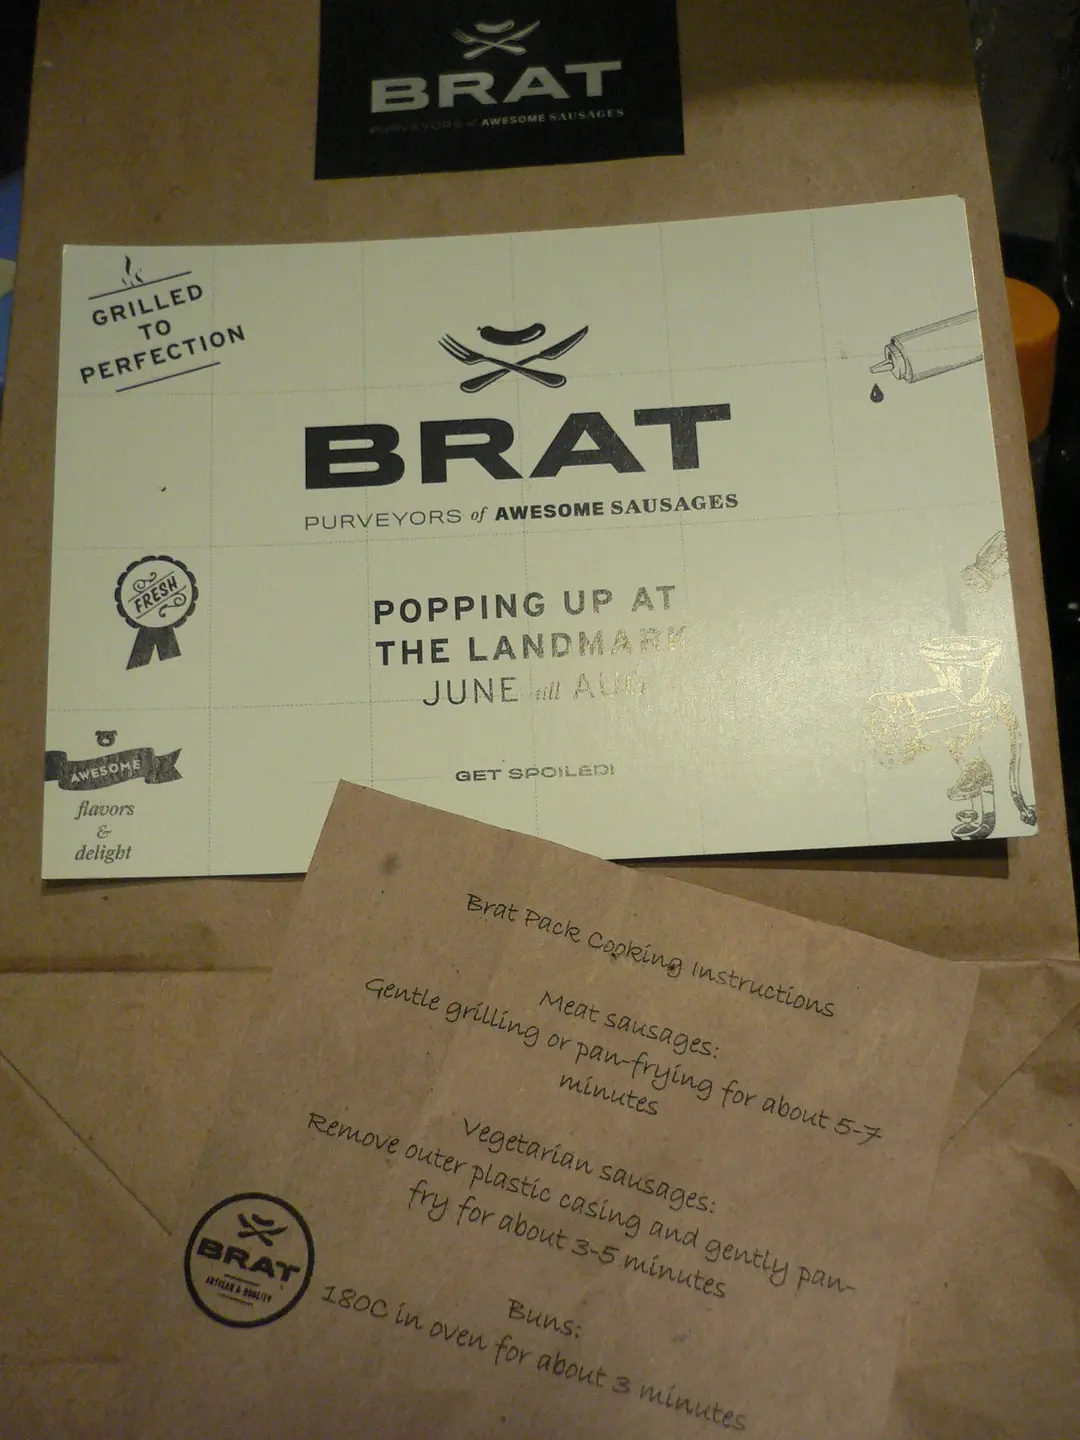 BRAT
PURVEYORS of AWESOME SAUSAGES
GRILLED
TO
PERFECTION
BRAT
PURVEYORS of AWESOME SAUSAGES
FRESH
POPPING UP AT
THE LANDMARK
JUNE till AUG
GET SPOILED!
AWESOME
flavors
&
delight
Brat Pack Cooking Instructions
Meat sausages:
Gentle grilling or pan-frying for about 5-7
minutes
Vegetarian sausages:
Remove outer plastic casing and gently pan-
fry for about 3-5 minutes
Buns:
180C in oven for about 3 minutes
BRAT
ARTISAN & QUALITY